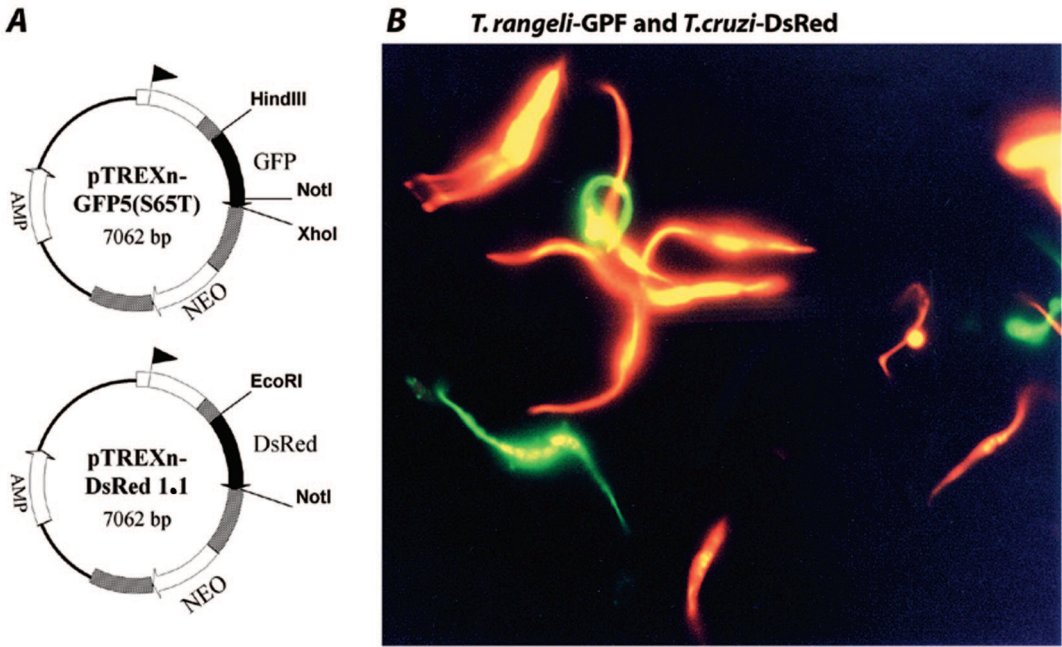 A
pTREXn-
GFP5(S65T)
7062 bp
HindIII
GFP
NotI
XhoI
NEO
AMP
pTREXn-
DsRed 1.1
7062 bp
EcoRI
DsRed
NotI
NEO
AMP
B
T.rangeli-GPF and T.cruzi-DsRed